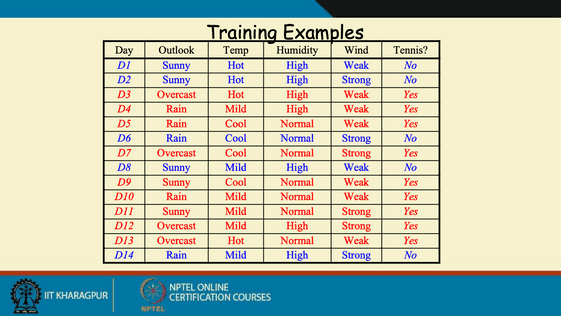 Training Examples
Day Outlook Temp Humidity Wind Tennis?
D1 Sunny Hot High Weak No
D2 Sunny Hot High Strong No
D3 Overcast Hot High Weak Yes
D4 Rain Mild High Weak Yes
D5 Rain Cool Normal Weak Yes
D6 Rain Cool Normal Strong No
D7 Overcast Cool Normal Strong Yes
D8 Sunny Mild High Weak No
D9 Sunny Cool Normal Weak Yes
D10 Rain Mild Normal Weak Yes
D11 Sunny Mild Normal Strong Yes
D12 Overcast Mild High Strong Yes
D13 Overcast Hot Normal Weak Yes
D14 Rain Mild High Strong No
IIT KHARAGPUR
NPTEL
NPTEL ONLINE
CERTIFICATION COURSES